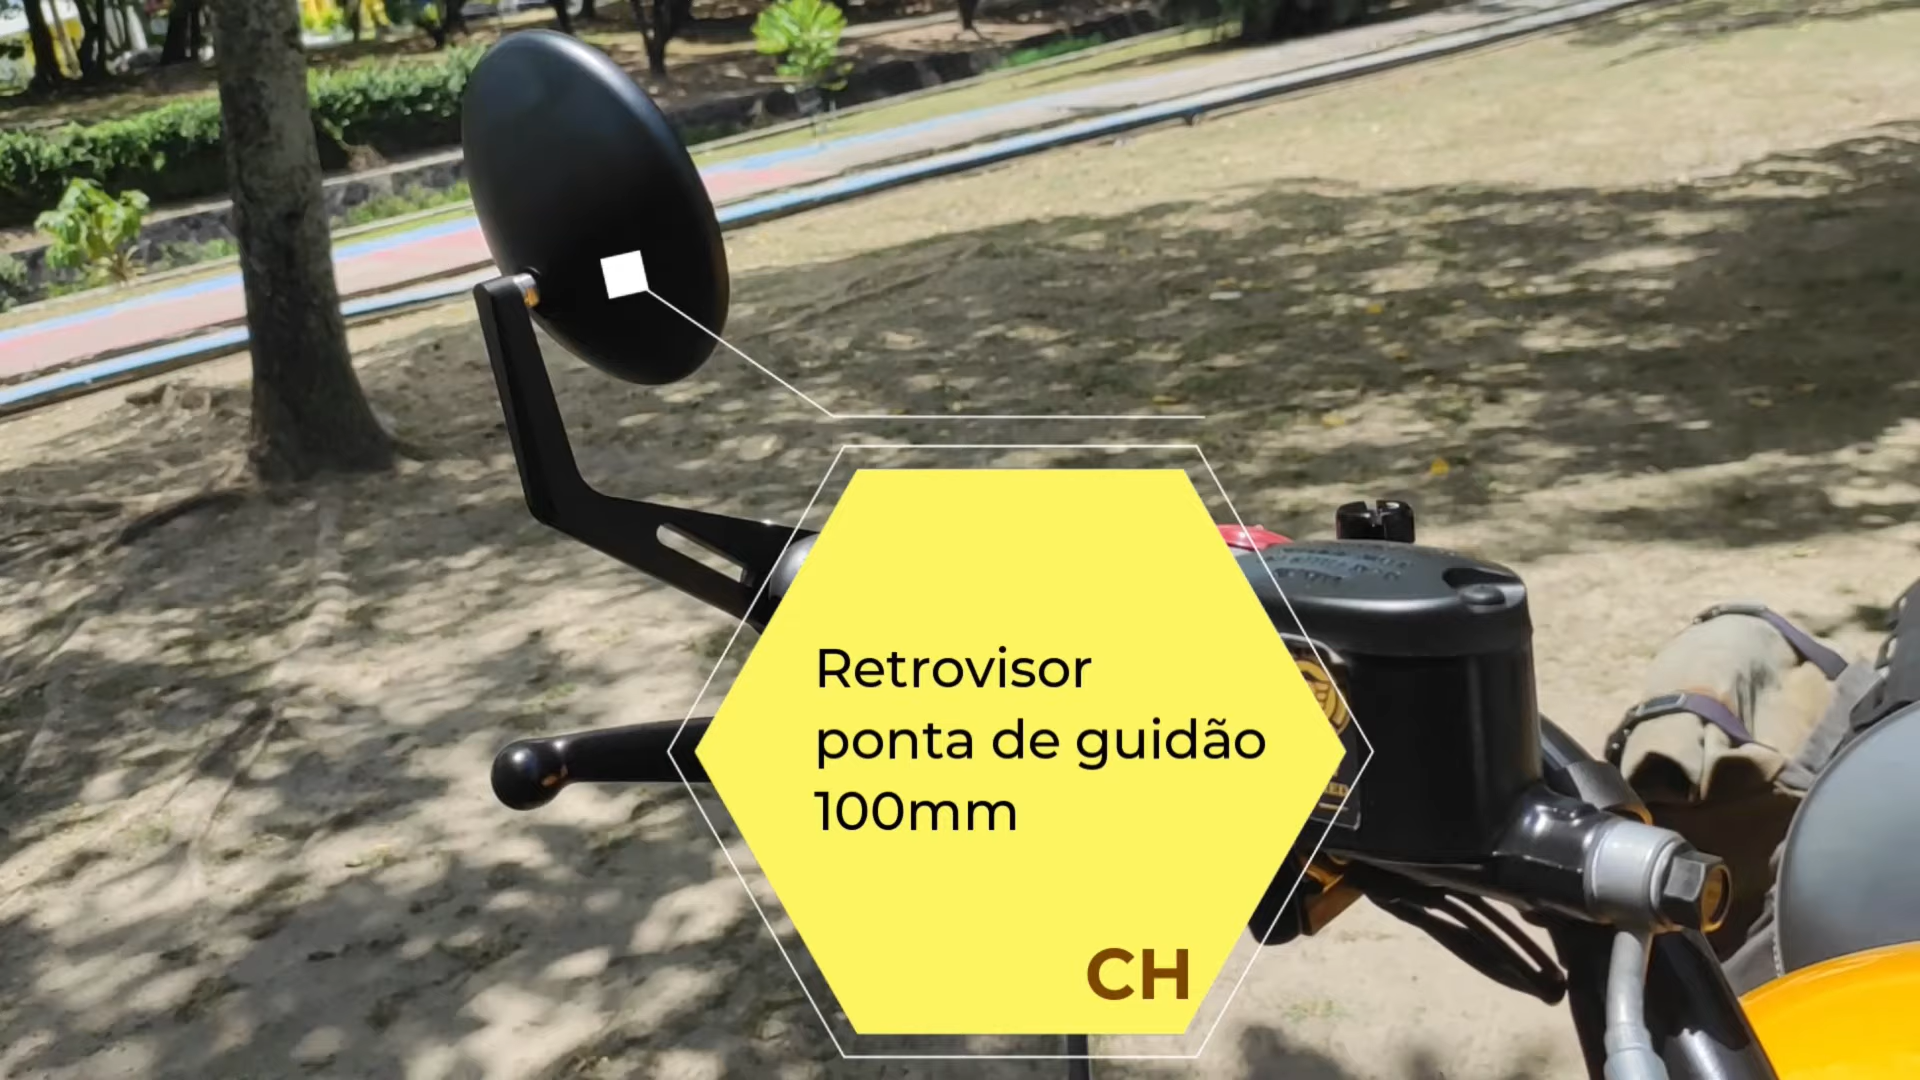 Retrovisor
ponta de guidão
100mm
CH